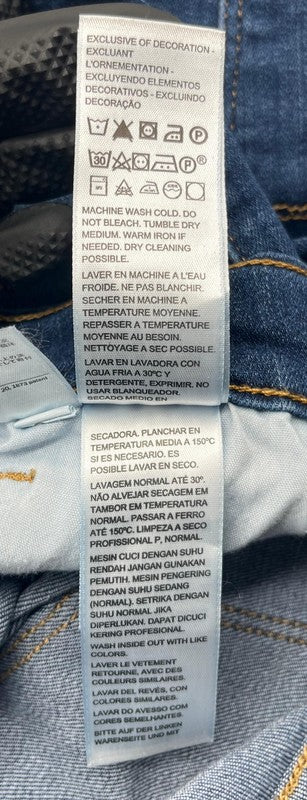 EXCLUSIVE OF DECORATION -
EXCLUANT
L'ORNEMENTATION -
EXCLUYENDO ELEMENTOS
DECORATIVOS - EXCLUINDO
DECORAÇÃO
P
30 P
MACHINE WASH COLD. DO
NOT BLEACH. TUMBLE DRY
MEDIUM. WARM IRON IF
NEEDED. DRY CLEANING
POSSIBLE.
LAVER EN MACHINE A L'EAU
FROIDE. NE PAS BLANCHIR.
SECHER EN MACHINE A
TEMPERATURE MOYENNE.
REPASSER A TEMPERATURE
MOYENNE AU BESOIN.
NETTOYAGE A SEC POSSIBLE.
LAVAR EN LAVADORA CON
AGUA FRIA A 30ºC Y
DETERGENTE, EXPRIMIR. NO
USAR BLANQUEADOR.
SECADO MEDIO EN
SECADORA. PLANCHAR EN
TEMPERATURA MEDIA A 150ºC
SI ES NECESARIO. ES
POSIBLE LAVAR EN SECO.
LAVAGEM NORMAL ATÉ 30º.
NÃO ALVEJAR SECAGEM EM
TAMBOR EM TEMPERATURA
NORMAL. PASSAR A FERRO
ATÉ 150ºC. LIMPEZA A SECO
PROFISSIONAL P, NORMAL.
MESIN CUCI DENGAN SUHU
RENDAH JANGAN GUNAKAN
PEMUTIH. MESIN PENGERING
DENGAN SUHU SEDANG
(NORMAL). SETRIKA DENGAN
SUHU NORMAL JIKA
DIPERLUKAN. DAPAT DICUCI
KERING PROFESIONAL.
WASH INSIDE OUT WITH LIKE
COLORS.
LAVER LE VETEMENT
RETOURNE, AVEC DES
COULEURS SIMILAIRES.
LAVAR DEL REVÉS, CON
COLORES SIMILARES.
LAVAR DO AVESSO COM
CORES SEMELHANTES.
BITTE AUF DER LINKEN
WARENSEITE UND MIT